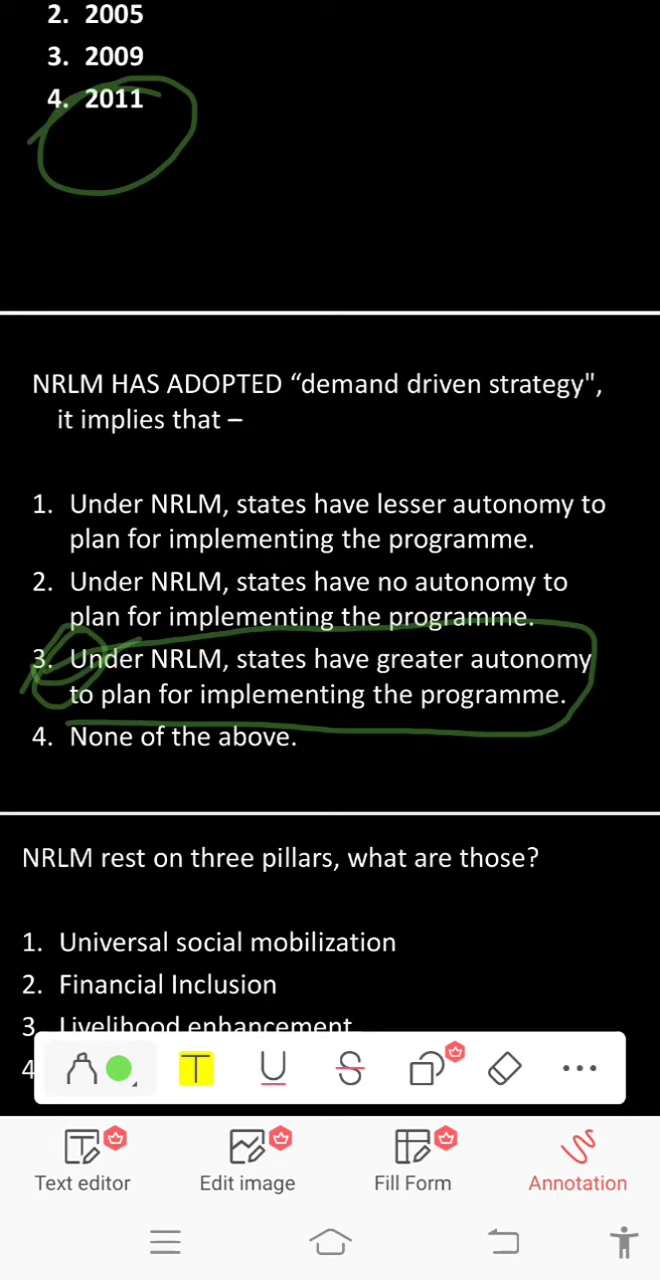 2. 2005
3. 2009
4. 2011
NRLM HAS ADOPTED “demand driven strategy",
it implies that –
1. Under NRLM, states have lesser autonomy to
plan for implementing the programme.
2. Under NRLM, states have no autonomy to
plan for implementing the programme.
3. Under NRLM, states have greater autonomy
to plan for implementing the programme.
4. None of the above.
NRLM rest on three pillars, what are those?
1. Universal social mobilization
2. Financial Inclusion
3. Livelihood enhancement
4
T U S
Text editor Edit image Fill Form Annotation